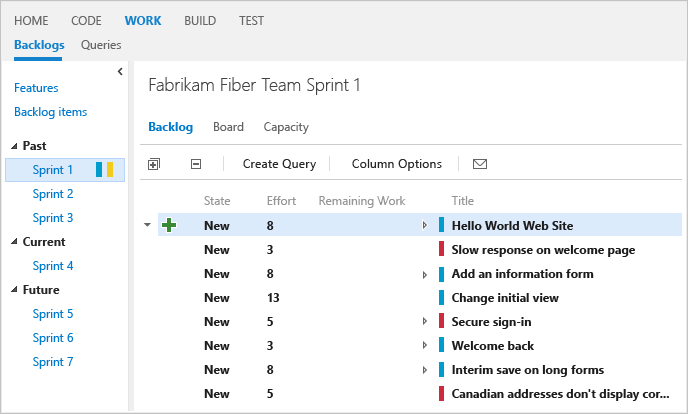 HOME CODE WORK BUILD TEST
Backlogs Queries
Features
Backlog items
Past
Sprint 1
Sprint 2
Sprint 3
Current
Sprint 4
Future
Sprint 5
Sprint 6
Sprint 7
Fabrikam Fiber Team Sprint 1
Backlog Board Capacity
Create Query Column Options
State Effort Remaining Work Title
New 8 Hello World Web Site
New 3 Slow response on welcome page
New 8 Add an information form
New 13 Change initial view
New 5 Secure sign-in
New 3 Welcome back
New 8 Interim save on long forms
New 5 Canadian addresses don't display cor...